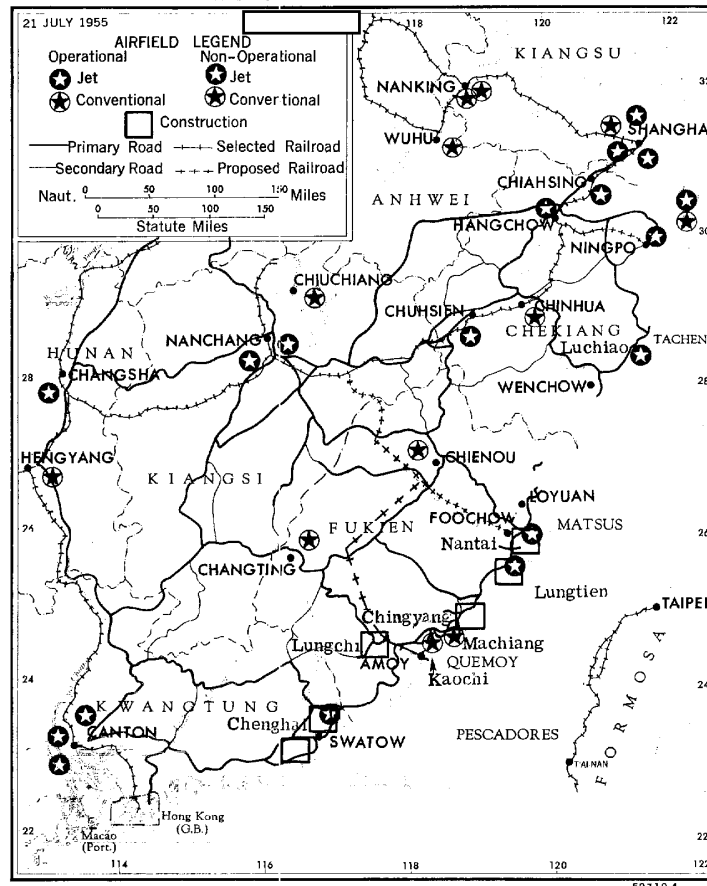 21 JULY 1955
118
120
122
AIRFIELD LEGEND
Operational
Non-Operational
Jet
Jet
Conventional
Convertional
Construction
Primary Road
Selected Railroad
Secondary Road
Proposed Railroad
Naut. 0 50 100 150 Miles
0 50 100 150
Statute Miles
KIANGSU
32
NANKING
SHANGHA
WUHU
CHIAHSING
ANHWEI
HANGCHOW
30
NINGPO
CHIUCHIANG
CHUHSIEN
CHINHUA
NANCHANG
CHEKIANG
HUNAN
Luchiao
TACHEN
CHANGSHA
28
28
WENCHOW
HENGYANG
CHIENOU
KIANGSI
LOYUAN
FOOCHOW
26
FUKIEN
MATSUS
26
Nantai
CHANGTING
Lungtien
Chingyang
TAIPEI
Lungchi
Machiang
AMOY
QUEMOY
24
Kaochi
24
KWANGTUNG
Chenghai
PESCADORES
CANTON
SWATOW
FORMOSA
TAINAN
Hong Kong
(G.B.)
22
Macao
(Port.)
22
114
116
118
120
122